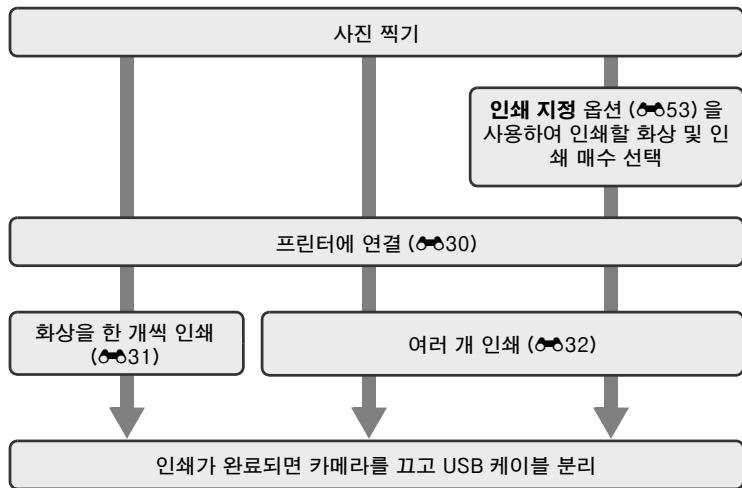 사진 찍기
인쇄 지정 옵션 (53) 을
사용하여 인쇄할 화상 및 인
쇄 매수 선택
프린터에 연결 (30)
화상을 한 개씩 인쇄
(31)
여러 개 인쇄 (32)
인쇄가 완료되면 카메라를 끄고 USB 케이블 분리